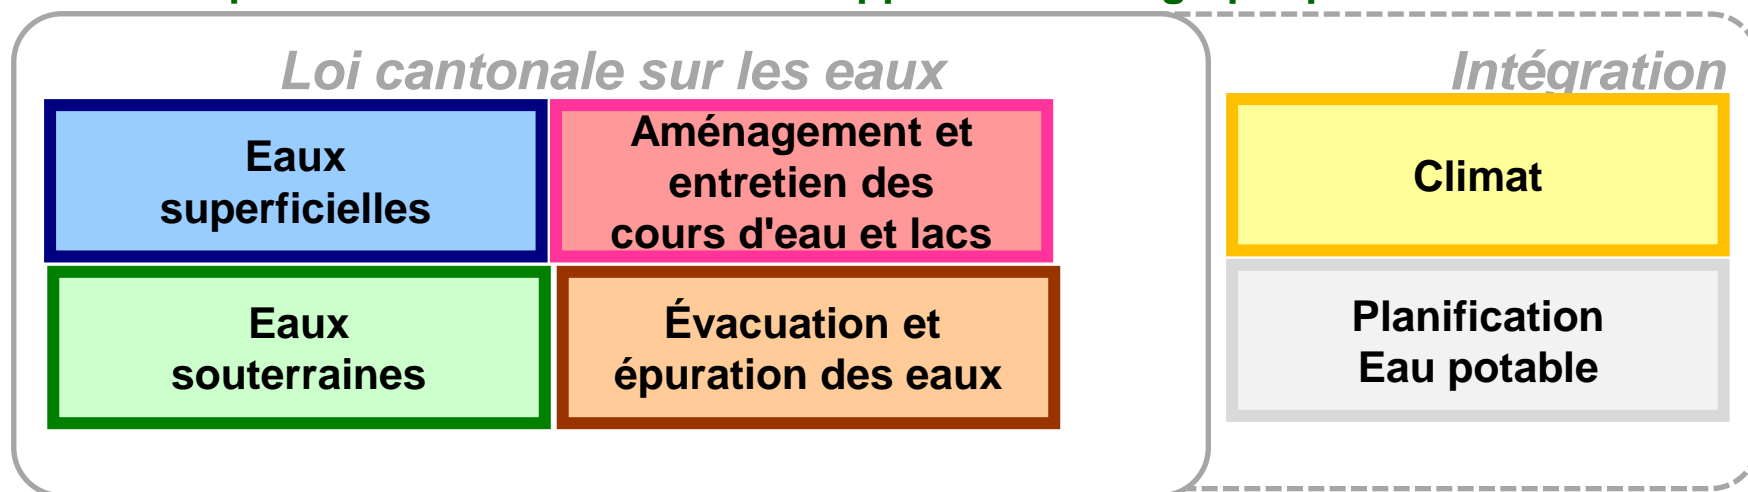 Loi cantonale sur les eaux
Intégration
Eaux
superficielles
Aménagement et
entretien des
cours d'eau et lacs
Climat
Eaux
souterraines
Évacuation et
épuration des eaux
Planification
Eau potable